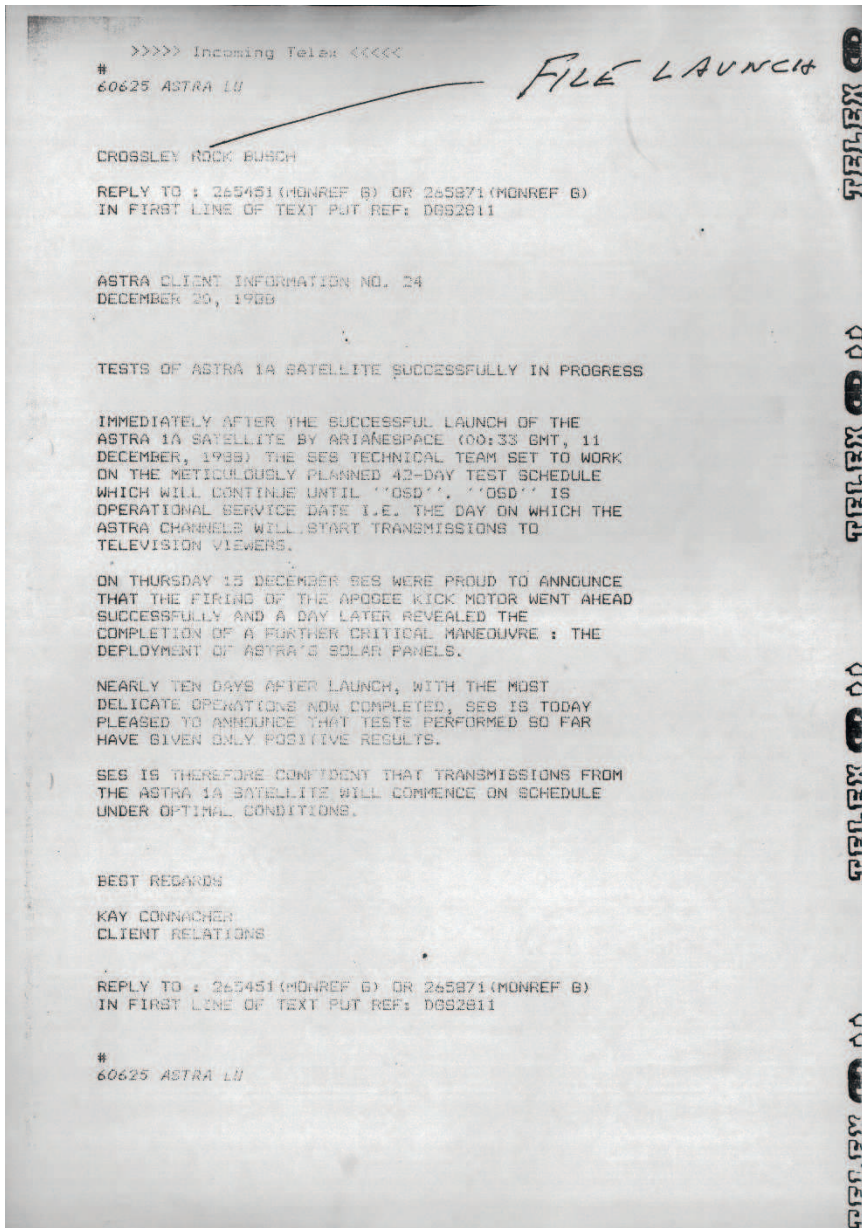 >>>>> Incoming Telex <<<<<
#
60625 ASTRA LU
FILE LAUNCH
CROSSLEY ROCK BUSCH
REPLY TO : 265451(MONREF G) OR 265871(MONREF G)
IN FIRST LINE OF TEXT PUT REF: DGS2811
ASTRA CLIENT INFORMATION NO. 24
DECEMBER 20, 1988
TESTS OF ASTRA 1A SATELLITE SUCCESSFULLY IN PROGRESS
IMMEDIATELY AFTER THE SUCCESSFUL LAUNCH OF THE
ASTRA 1A SATELLITE BY ARIANESPACE (00:33 GMT, 11
DECEMBER, 1988) THE SES TECHNICAL TEAM SET TO WORK
ON THE METICULOUSLY PLANNED 42-DAY TEST SCHEDULE
WHICH WILL CONTINUE UNTIL ''OSD''. ''OSD'' IS
OPERATIONAL SERVICE DATE I.E. THE DAY ON WHICH THE
ASTRA CHANNELS WILL START TRANSMISSIONS TO
TELEVISION VIEWERS.
ON THURSDAY 15 DECEMBER SES WERE PROUD TO ANNOUNCE
THAT THE FIRING OF THE APOGEE KICK MOTOR WENT AHEAD
SUCCESSFULLY AND A DAY LATER REVEALED THE
COMPLETION OF A FURTHER CRITICAL MANEOUVRE : THE
DEPLOYMENT OF ASTRA'S SOLAR PANELS.
NEARLY TEN DAYS AFTER LAUNCH, WITH THE MOST
DELICATE OPERATIONS NOW COMPLETED, SES IS TODAY
PLEASED TO ANNOUNCE THAT TESTS PERFORMED SO FAR
HAVE GIVEN ONLY POSITIVE RESULTS.
SES IS THEREFORE CONFIDENT THAT TRANSMISSIONS FROM
THE ASTRA 1A SATELLITE WILL COMMENCE ON SCHEDULE
UNDER OPTIMAL CONDITIONS.
BEST REGARDS
KAY CONNACHER
CLIENT RELATIONS
REPLY TO : 265451(MONREF G) OR 265871(MONREF G)
IN FIRST LINE OF TEXT PUT REF: DGS2811
#
60625 ASTRA LU
TELEX
TELEX
TELEX
TELEX